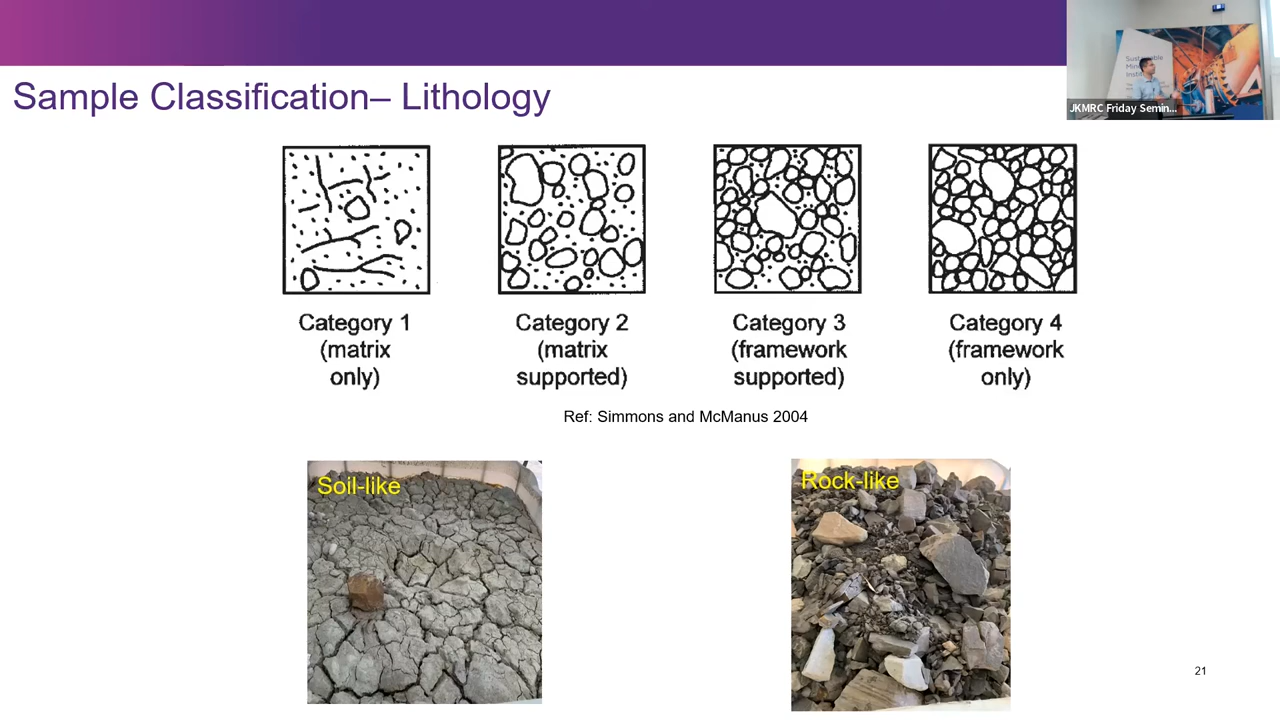 Sample Classification– Lithology
JKMRC Friday Semin...
Category 1
(matrix
only)
Category 2
(matrix
supported)
Category 3
(framework
supported)
Category 4
(framework
only)
Ref: Simmons and McManus 2004
Soil-like
Rock-like
21